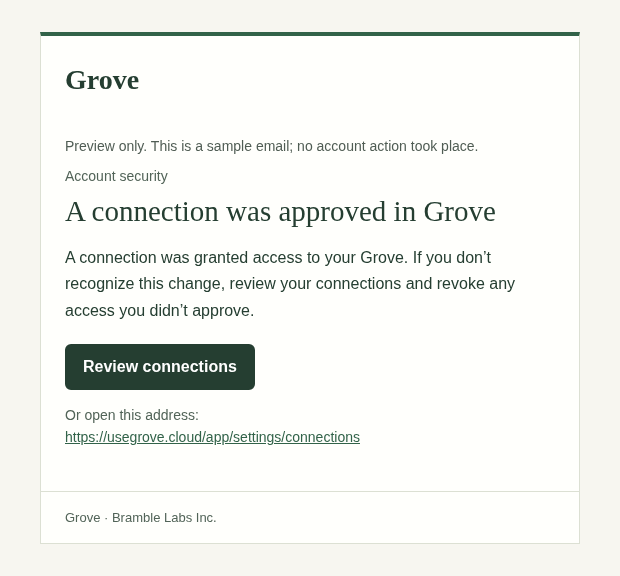 Grove
Preview only. This is a sample email; no account action took place.
Account security
A connection was approved in Grove
A connection was granted access to your Grove. If you don’t
recognize this change, review your connections and revoke any
access you didn’t approve.
Review connections
Or open this address:
https://usegrove.cloud/app/settings/connections
Grove · Bramble Labs Inc.